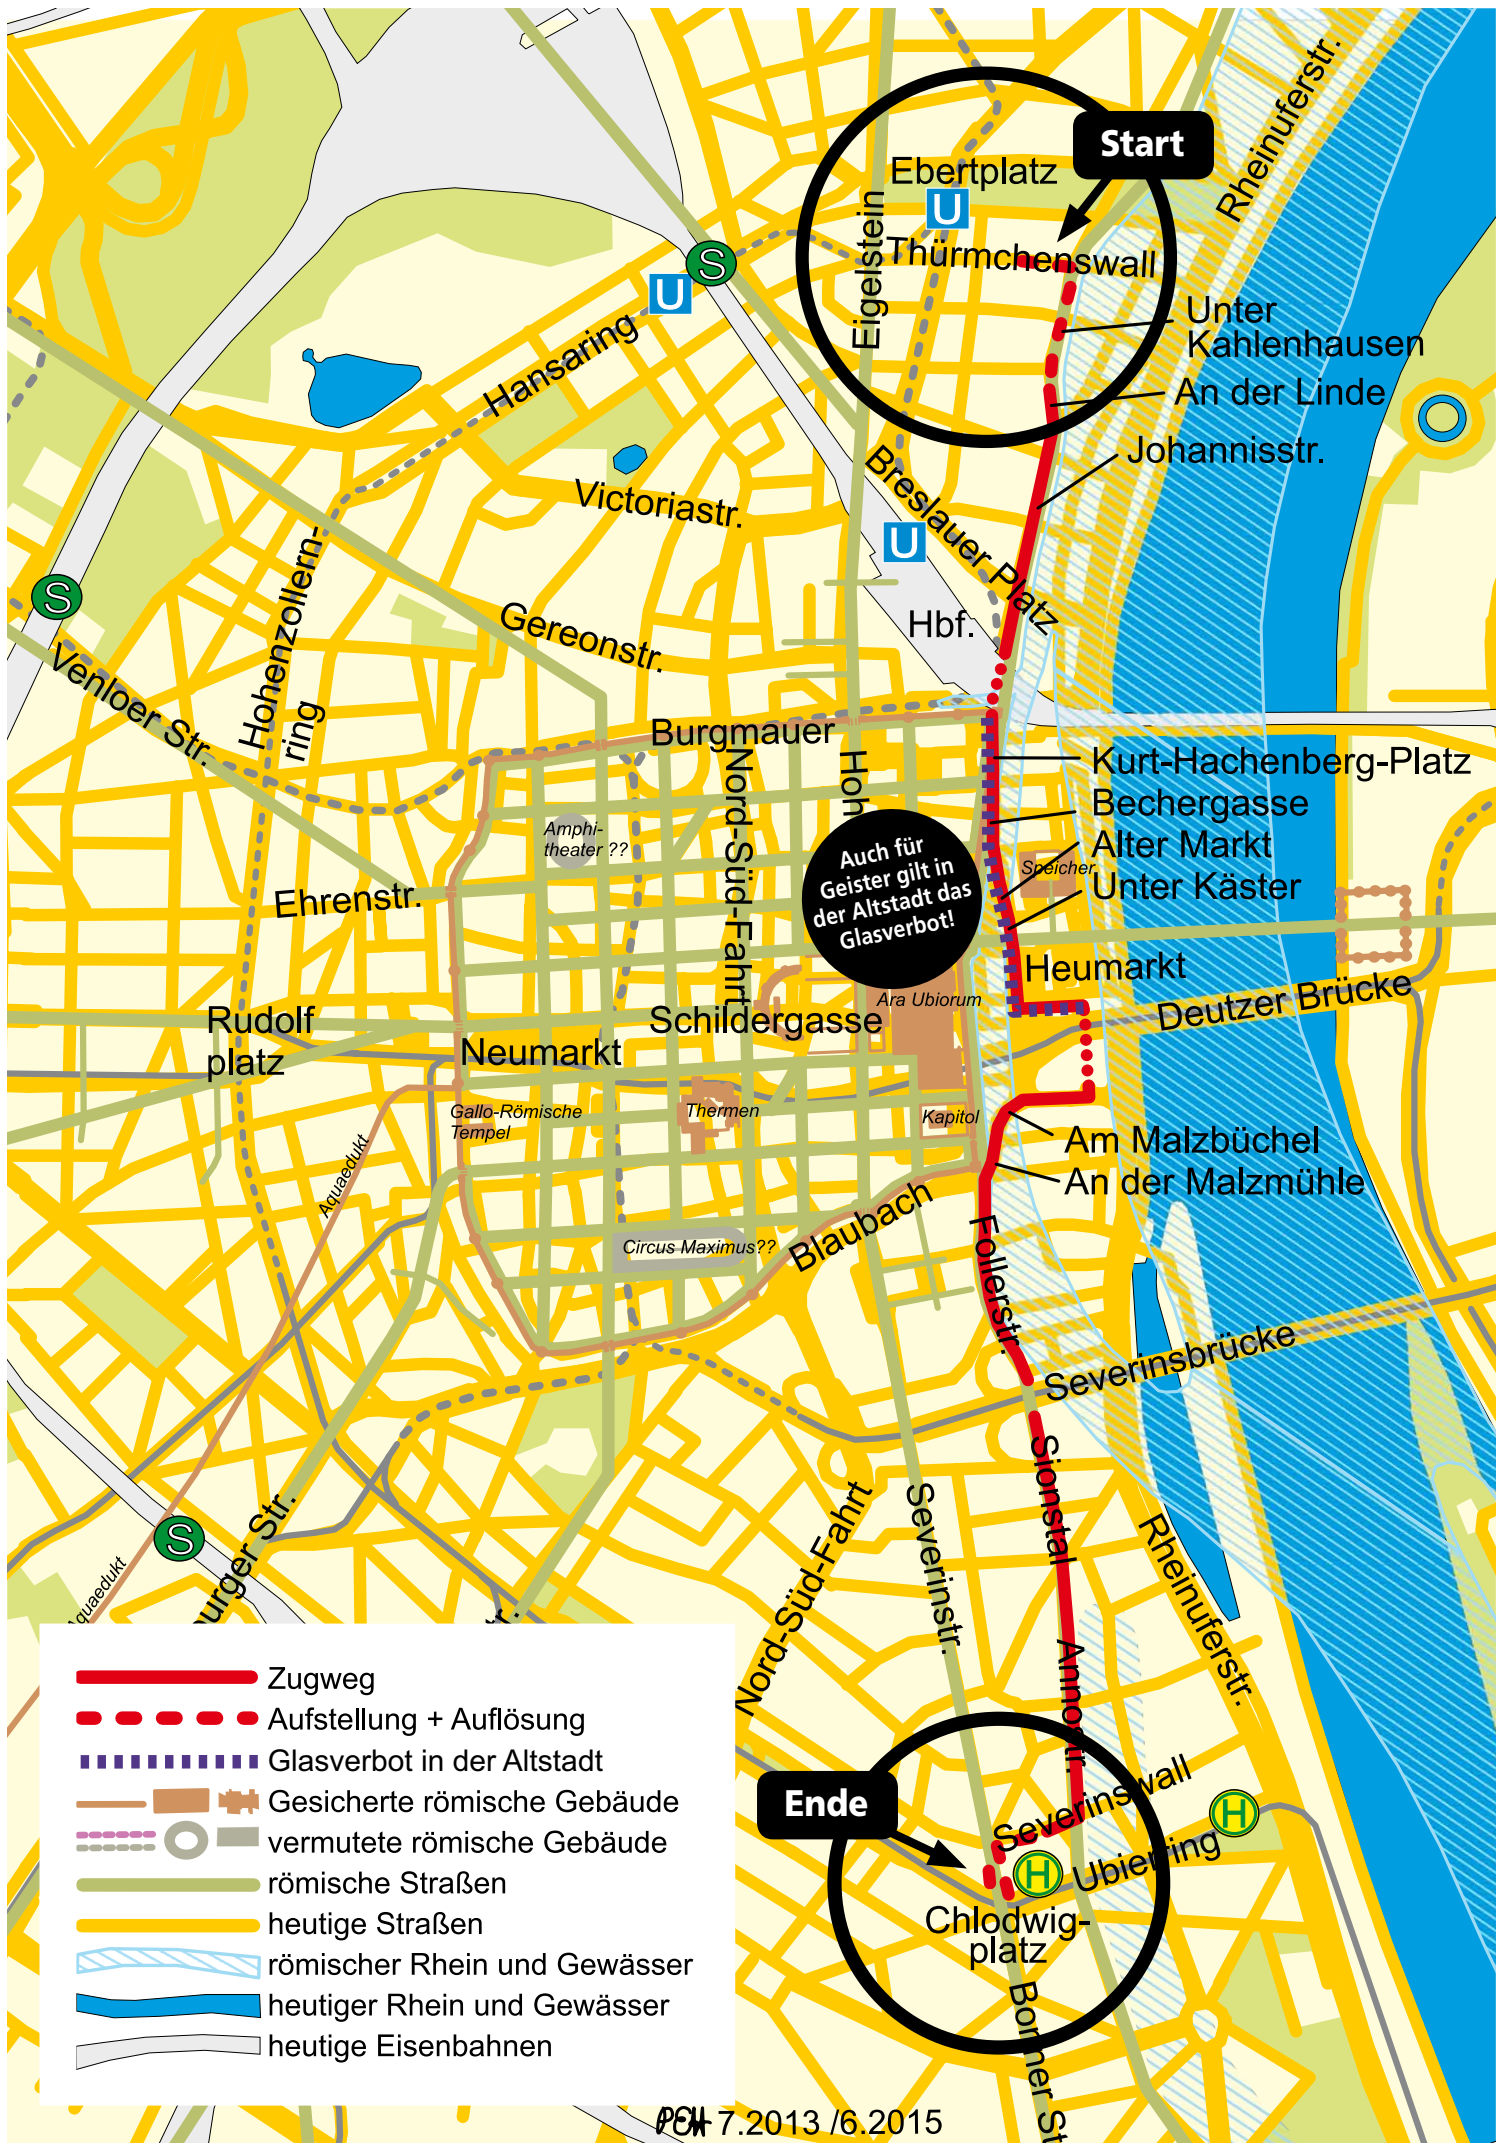 Start
Rheinuferstr.
Ebertplatz
U
Eigelstein
Thürmchenswall
S
U
Unter
Kahlenhausen
Hansaring
An der Linde
Johannisstr.
Victoriastr.
Breslauer Platz
U
Hohenzollern-
ring
S
Gereonstr.
Hbf.
Venloer Str.
Burgmauer
Nord-Süd-Fahrt
Hoh
Kurt-Hachenberg-Platz
Bechergasse
Alter Markt
Unter Käster
Amphi-
theater ??
Auch für
Geister gilt in
der Altstadt das
Glasverbot!
Speicher
Ehrenstr.
Heumarkt
Ara Ubiorum
Deutzer Brücke
Rudolf
platz
Schildergasse
Neumarkt
Gallo-Römische
Tempel
Thermen
Kapitol
Am Malzbüchel
An der Malzmühle
Aquaedukt
Blaubach
Follerstr.
Circus Maximus??
Severinsbrücke
Sionstal
Severinstr.
Nord-Süd-Fahrt
Rheinuferstr.
S
urger Str.
Aquaedukt
tr.
Annostr.
Zugweg
Aufstellung + Auflösung
Glasverbot in der Altstadt
Gesicherte römische Gebäude
vermutete römische Gebäude
römische Straßen
heutige Straßen
römischer Rhein und Gewässer
heutiger Rhein und Gewässer
heutige Eisenbahnen
Ende
Severinswall
H
H
Ubierring
Chlodwig-
platz
Bonner St
7.2013 /6.2015